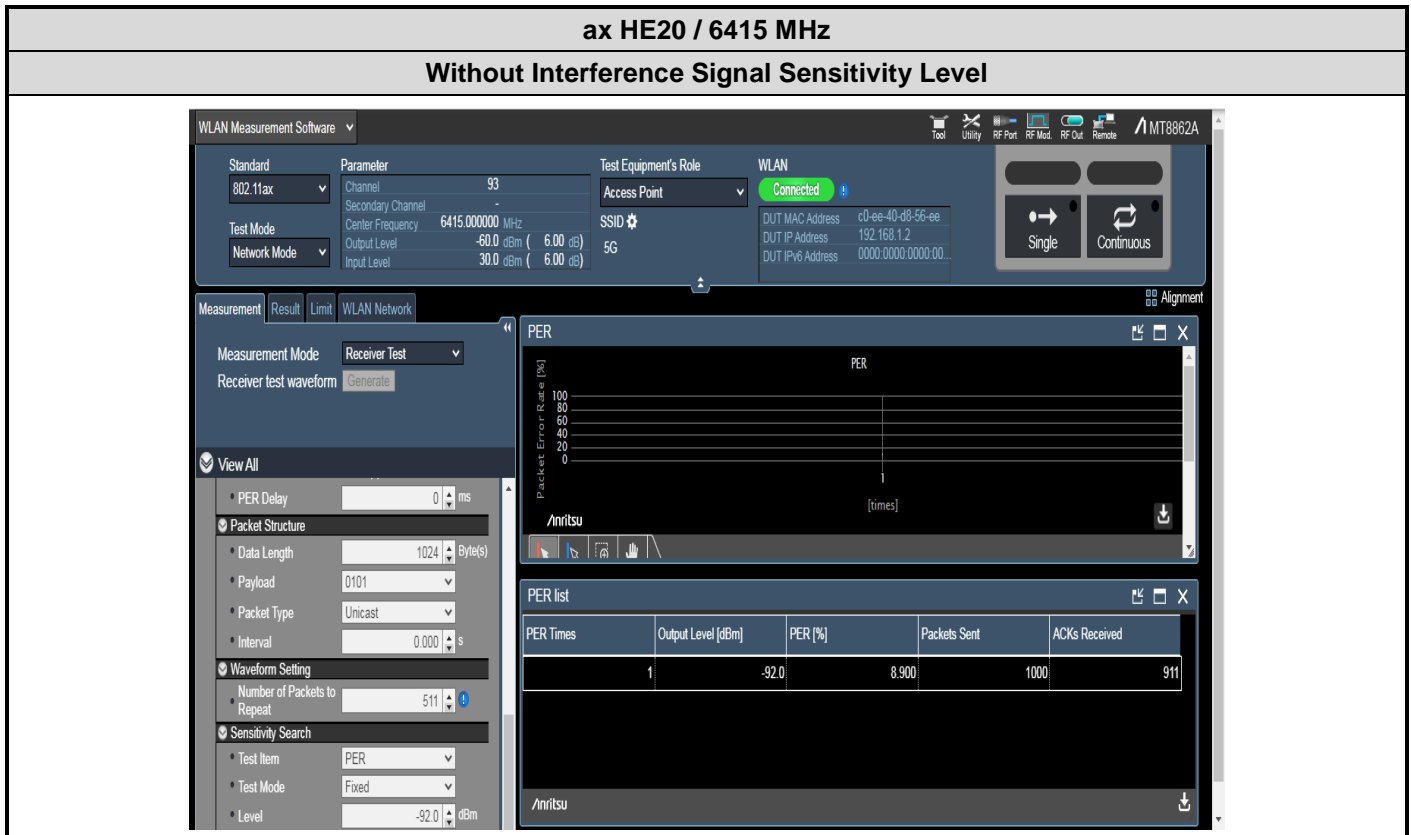 ax HE20 / 6415 MHz
Without Interference Signal Sensitivity Level
WLAN Measurement Software
Tool Utility RF Port RF Mod. RF Out Remote MT8862A
Standard
802.11ax
Test Mode
Network Mode
Parameter
Channel 93
Secondary Channel -
Center Frequency 6415.000000 MHz
Output Level -60.0 dBm ( 6.00 dB)
Input Level 30.0 dBm ( 6.00 dB)
Test Equipment's Role
Access Point
SSID
5G
WLAN
Connected
DUT MAC Address c0-ee-40-d8-56-ee
DUT IP Address 192.168.1.2
DUT IPv6 Address 0000:0000:0000:00...
Single Continuous
Alignment
Measurement Result Limit WLAN Network
Measurement Mode Receiver Test
Receiver test waveform Generate
View All
PER Delay 0 ms
Packet Structure
Data Length 1024 Byte(s)
Payload 0101
Packet Type Unicast
Interval 0.000 s
Waveform Setting
Number of Packets to Repeat 511
Sensitivity Search
Test Item PER
Test Mode Fixed
Level -92.0 dBm
PER
PER
Packet Error Rate [%]
100
80
60
40
20
0
1
[times]
Anritsu
PER list
PER Times Output Level [dBm] PER [%] Packets Sent ACKs Received
1 -92.0 8.900 1000 911
Anritsu